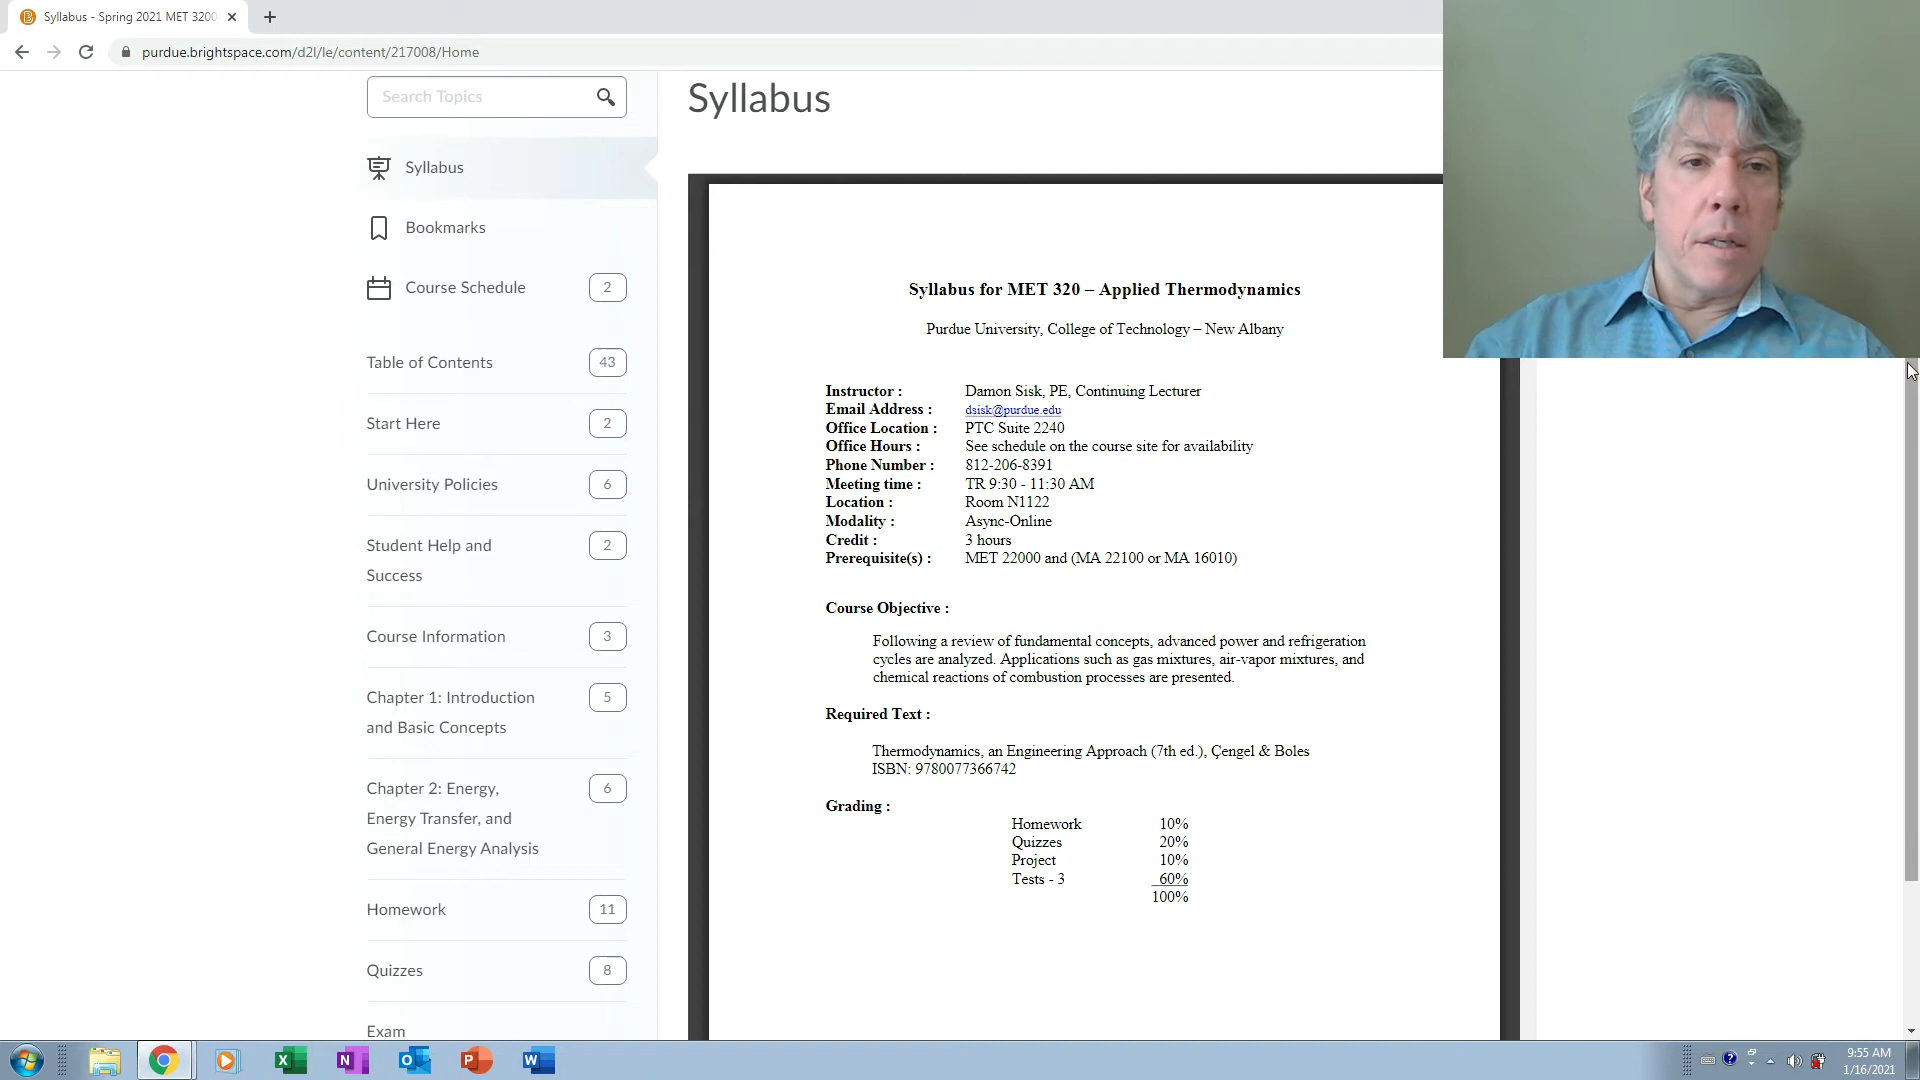 Syllabus - Spring 2021 MET 3200
purdue.brightspace.com/d2l/le/content/217008/Home
Search Topics
Syllabus
Bookmarks
Course Schedule 2
Table of Contents 43
Start Here 2
University Policies 6
Student Help and 2
Success
Course Information 3
Chapter 1: Introduction 5
and Basic Concepts
Chapter 2: Energy, 6
Energy Transfer, and
General Energy Analysis
Homework 11
Quizzes 8
Exam
Syllabus
Syllabus for MET 320 – Applied Thermodynamics
Purdue University, College of Technology – New Albany
Instructor : Damon Sisk, PE, Continuing Lecturer
Email Address : dsisk@purdue.edu
Office Location : PTC Suite 2240
Office Hours : See schedule on the course site for availability
Phone Number : 812-206-8391
Meeting time : TR 9:30 - 11:30 AM
Location : Room N1122
Modality : Async-Online
Credit : 3 hours
Prerequisite(s) : MET 22000 and (MA 22100 or MA 16010)
Course Objective :
Following a review of fundamental concepts, advanced power and refrigeration
cycles are analyzed. Applications such as gas mixtures, air-vapor mixtures, and
chemical reactions of combustion processes are presented.
Required Text :
Thermodynamics, an Engineering Approach (7th ed.), Çengel & Boles
ISBN: 9780077366742
Grading :
Homework 10%
Quizzes 20%
Project 10%
Tests - 3 60%
100%
9:55 AM
1/16/2021